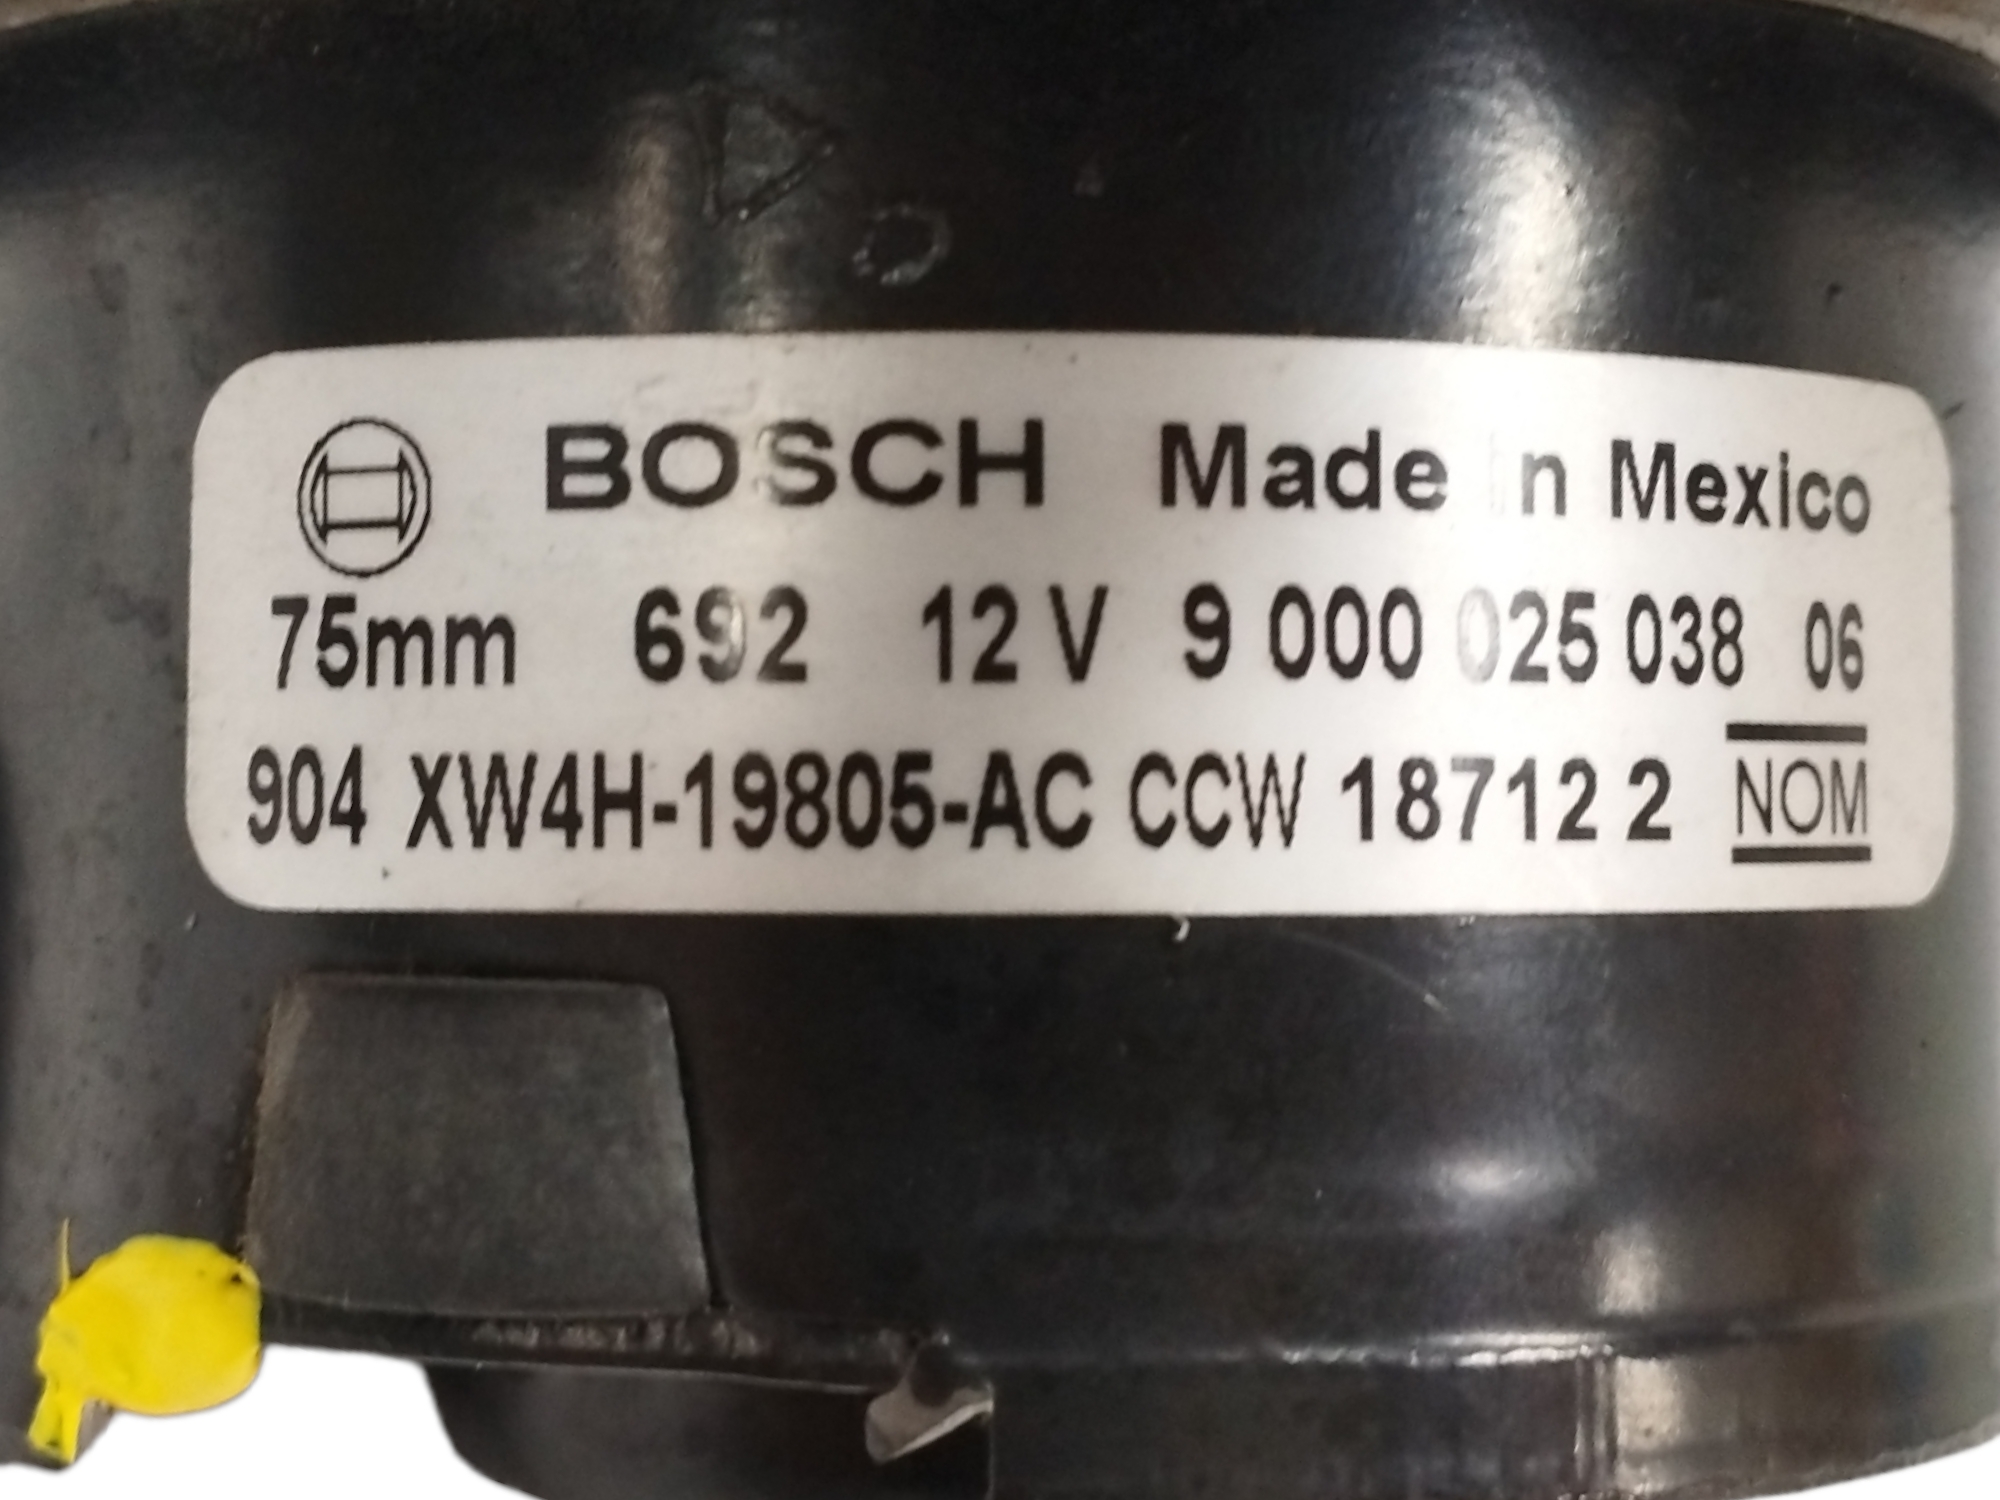 BOSCH Made in Mexico
75mm 692 12 V 9 000 025 038 06
904 XW4H-19805-AC CCW 18712 2 NOM